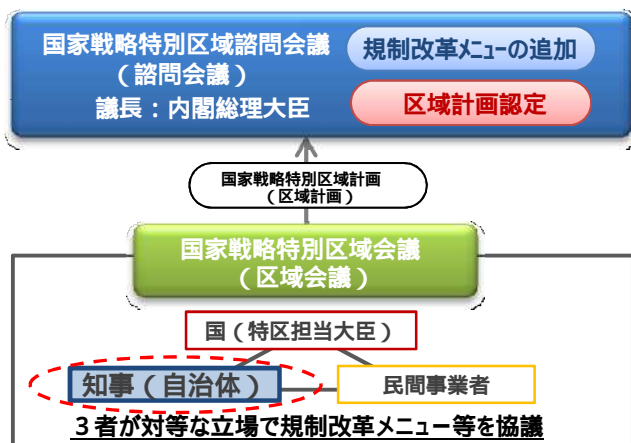 国家戦略特別区域諮問会議
（諮問会議）
議長：内閣総理大臣
規制改革メニューの追加
区域計画認定
国家戦略特別区域計画
（区域計画）
国家戦略特別区域会議
（区域会議）
国（特区担当大臣）
知事（自治体）
民間事業者
３者が対等な立場で規制改革メニュー等を協議